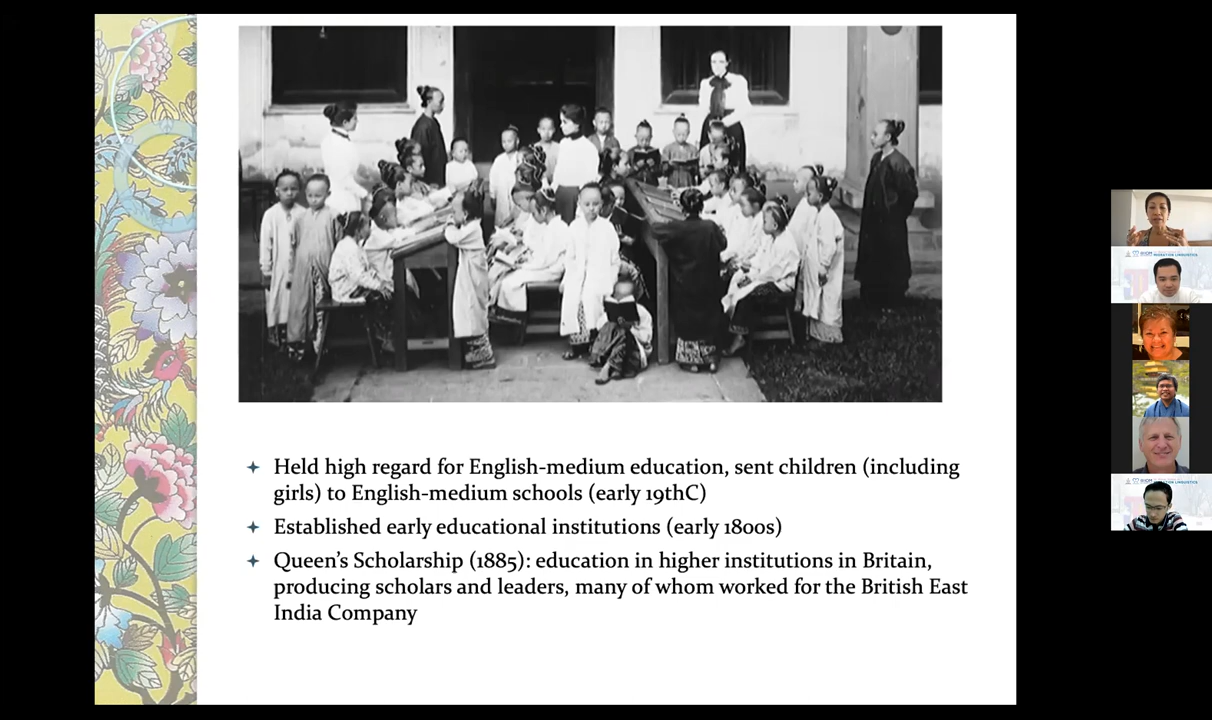 Held high regard for English-medium education, sent children (including
girls) to English-medium schools (early 19thC)
Established early educational institutions (early 1800s)
Queen's Scholarship (1885): education in higher institutions in Britain,
producing scholars and leaders, many of whom worked for the British East
India Company